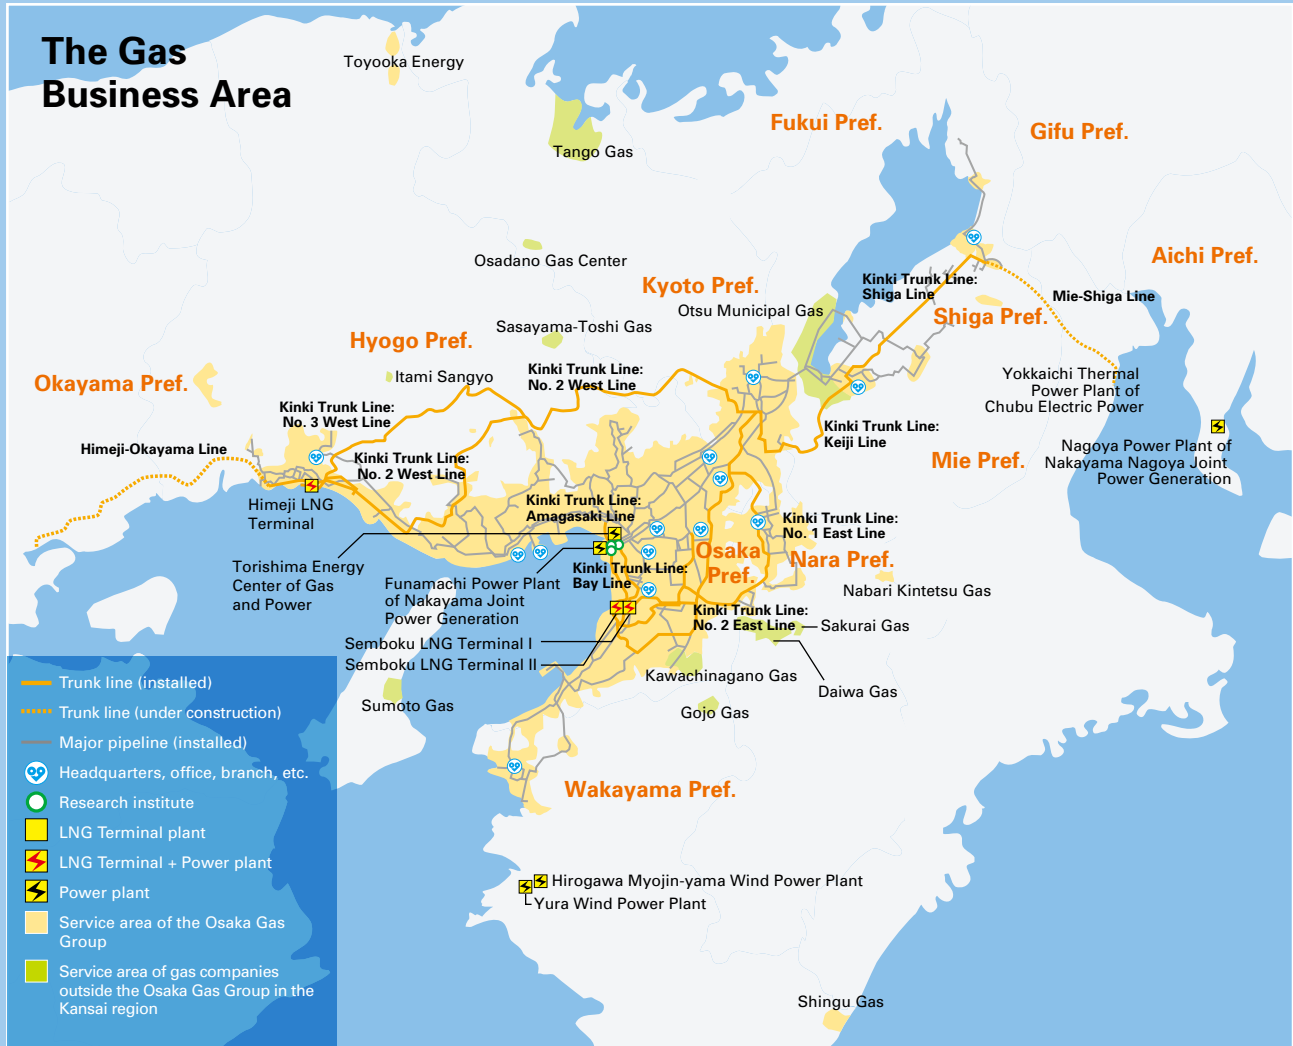 The Gas
Business Area
Toyooka Energy
Tango Gas
Fukui Pref.
Gifu Pref.
Osadano Gas Center
Aichi Pref.
Kyoto Pref.
Kinki Trunk Line:
Shiga Line
Mie-Shiga Line
Otsu Municipal Gas
Shiga Pref.
Sasayama-Toshi Gas
Hyogo Pref.
Okayama Pref.
Itami Sangyo
Kinki Trunk Line:
No. 2 West Line
Yokkaichi Thermal
Power Plant of
Chubu Electric Power
Kinki Trunk Line:
No. 3 West Line
Kinki Trunk Line:
Keiji Line
Himeji-Okayama Line
Kinki Trunk Line:
No. 2 West Line
Mie Pref.
Nagoya Power Plant of
Nakayama Nagoya Joint
Power Generation
Himeji LNG
Terminal
Kinki Trunk Line:
Amagasaki Line
Kinki Trunk Line:
No. 1 East Line
Osaka
Pref.
Nara Pref.
Torishima Energy
Center of Gas
and Power
Funamachi Power Plant
of Nakayama Joint
Power Generation
Kinki Trunk Line:
Bay Line
Nabari Kintetsu Gas
Kinki Trunk Line:
No. 2 East Line
Sakurai Gas
Semboku LNG Terminal I
Semboku LNG Terminal II
Kawachinagano Gas
Daiwa Gas
Sumoto Gas
Gojo Gas
Wakayama Pref.
Hirogawa Myojin-yama Wind Power Plant
Yura Wind Power Plant
Shingu Gas
Trunk line (installed)
Trunk line (under construction)
Major pipeline (installed)
Headquarters, office, branch, etc.
Research institute
LNG Terminal plant
LNG Terminal + Power plant
Power plant
Service area of the Osaka Gas
Group
Service area of gas companies
outside the Osaka Gas Group in the
Kansai region